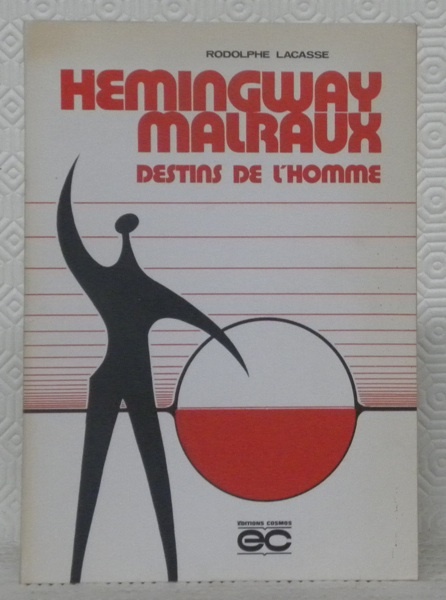 RODOLPHE LACASSE
HEMINGWAY
MALRAUX
DESTINS DE L'HOMME
EDITIONS COSMOS
ec